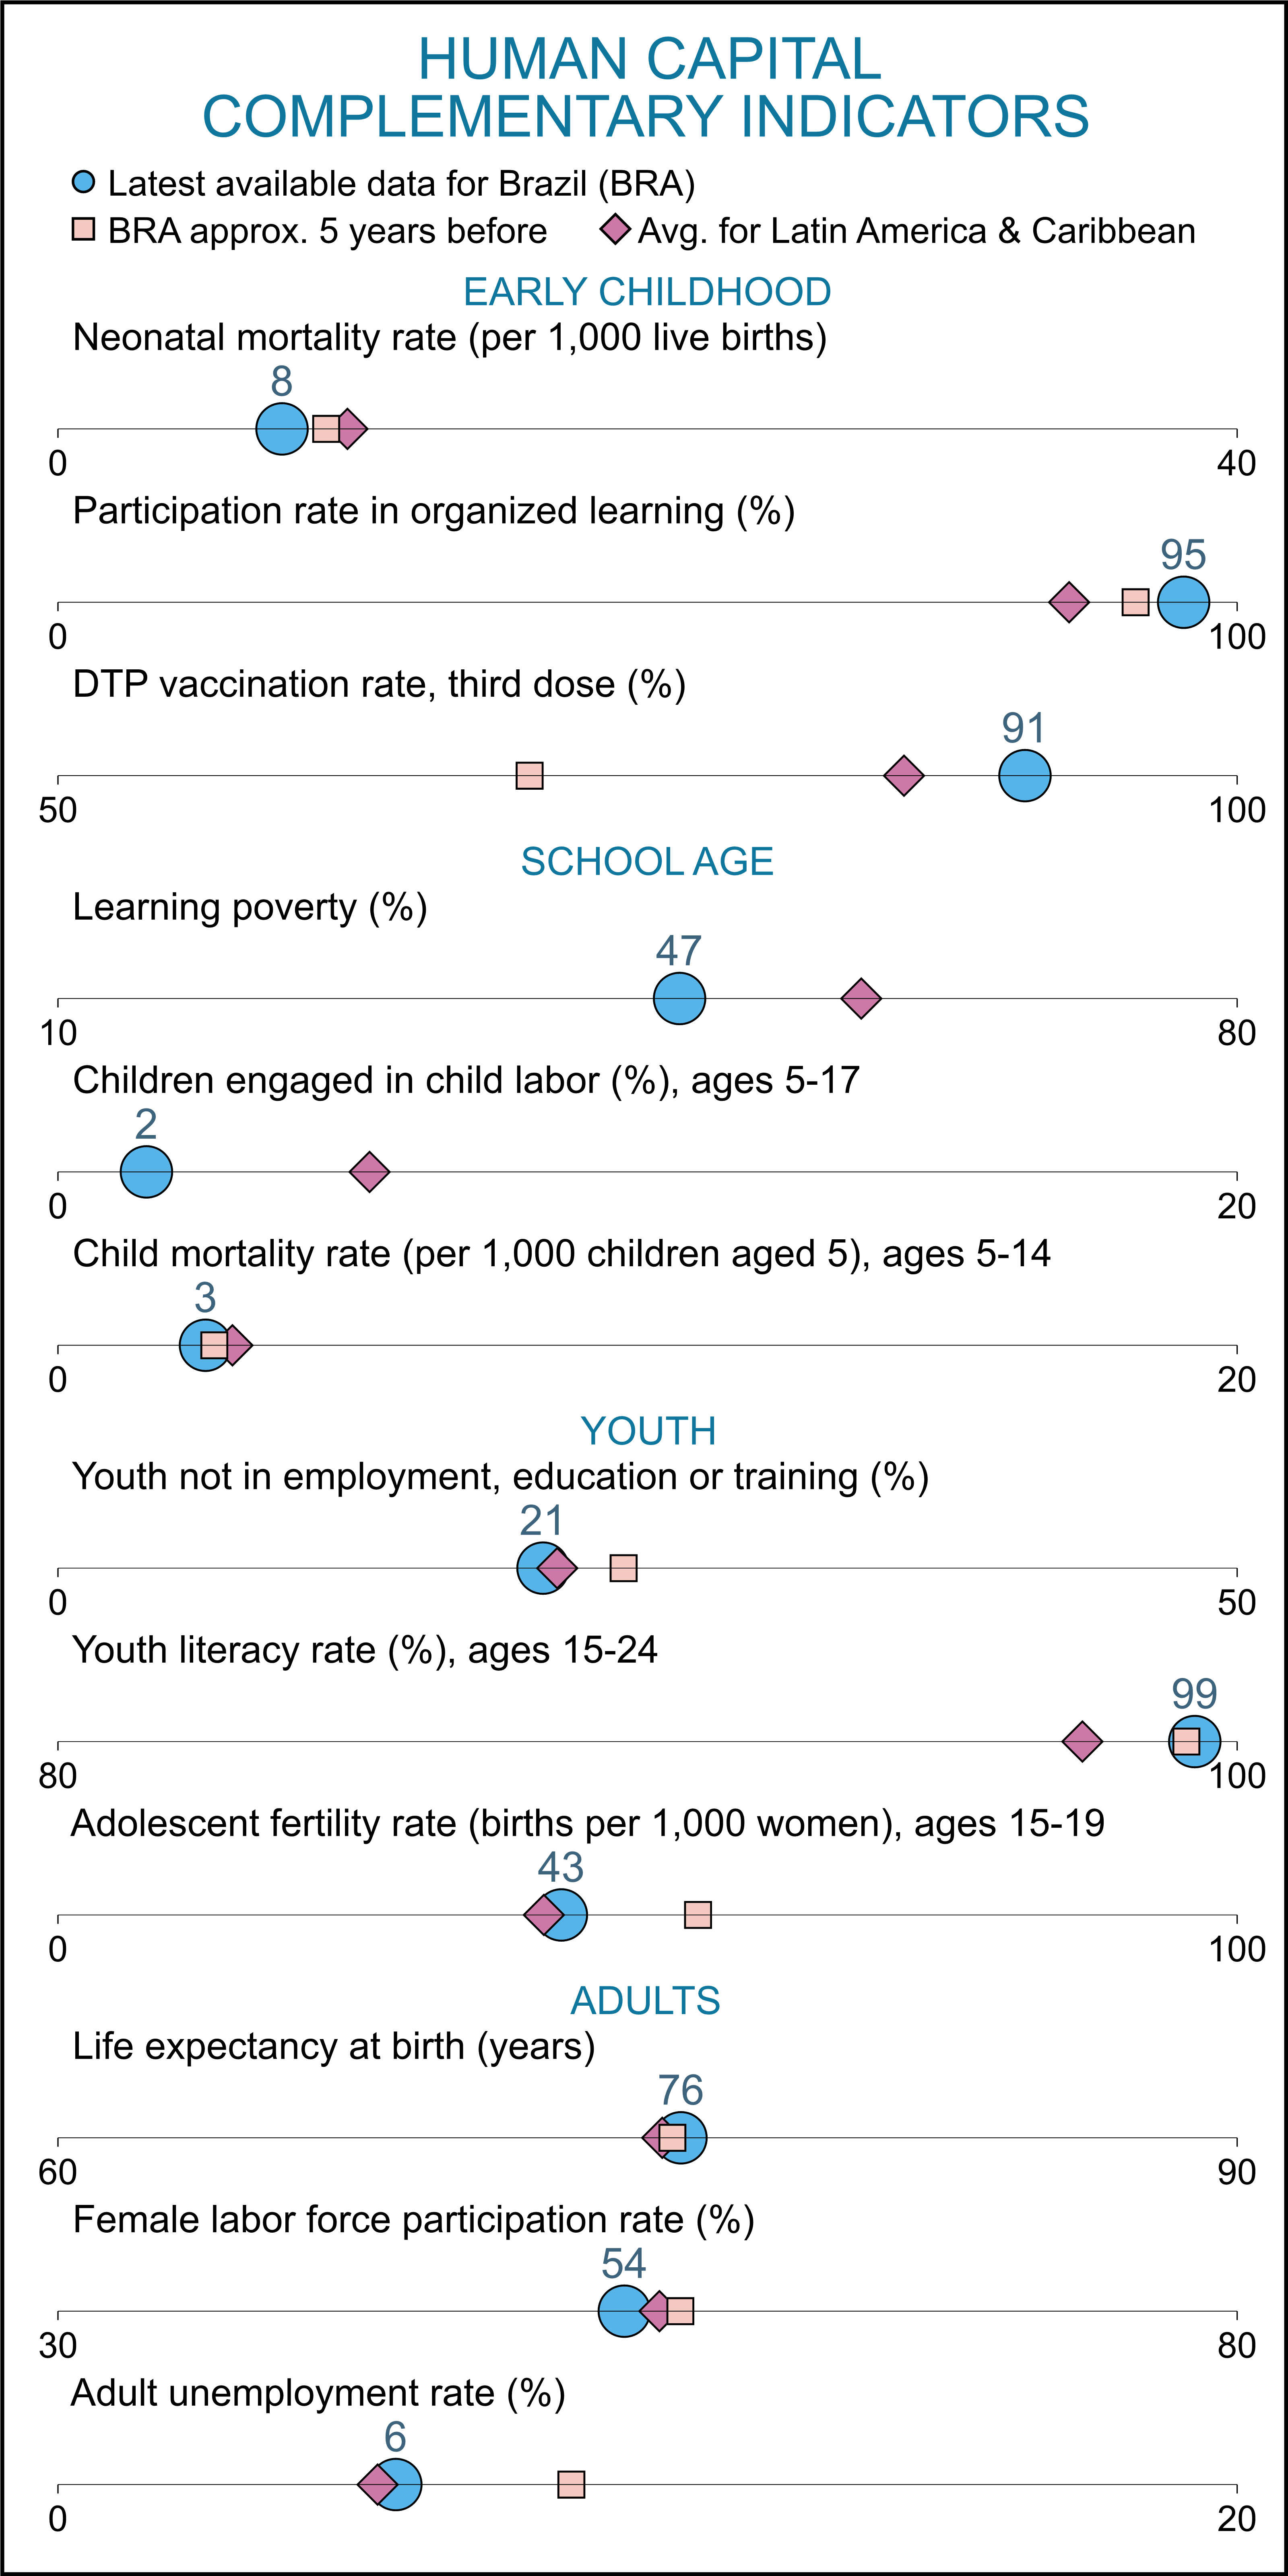 HUMAN CAPITAL
COMPLEMENTARY INDICATORS
Latest available data for Brazil (BRA)
BRA approx. 5 years before Avg. for Latin America & Caribbean
EARLY CHILDHOOD
Neonatal mortality rate (per 1,000 live births)
8
0 40
Participation rate in organized learning (%)
95
0 100
DTP vaccination rate, third dose (%)
91
50 100
SCHOOL AGE
Learning poverty (%)
47
10 80
Children engaged in child labor (%), ages 5-17
2
0 20
Child mortality rate (per 1,000 children aged 5), ages 5-14
3
0 20
YOUTH
Youth not in employment, education or training (%)
21
0 50
Youth literacy rate (%), ages 15-24
99
80 100
Adolescent fertility rate (births per 1,000 women), ages 15-19
43
0 100
ADULTS
Life expectancy at birth (years)
76
60 90
Female labor force participation rate (%)
54
30 80
Adult unemployment rate (%)
6
0 20